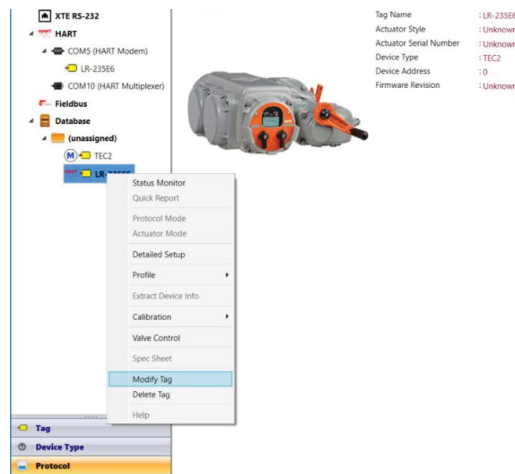 XTE RS-232
HART
COM5 (HART Modem)
LR-235E6
COM10 (HART Multiplexer)
Fieldbus
Database
(unassigned)
M TEC2
LR-235E6
Status Monitor
Quick Report
Protocol Mode
Actuator Mode
Detailed Setup
Profile
Extract Device Info
Calibration
Valve Control
Spec Sheet
Modify Tag
Delete Tag
Help
Tag
Device Type
Protocol
Tag Name : LR-235E6
Actuator Style : Unknown
Actuator Serial Number : Unknown
Device Type : TEC2
Device Address : 0
Firmware Revision : Unknown